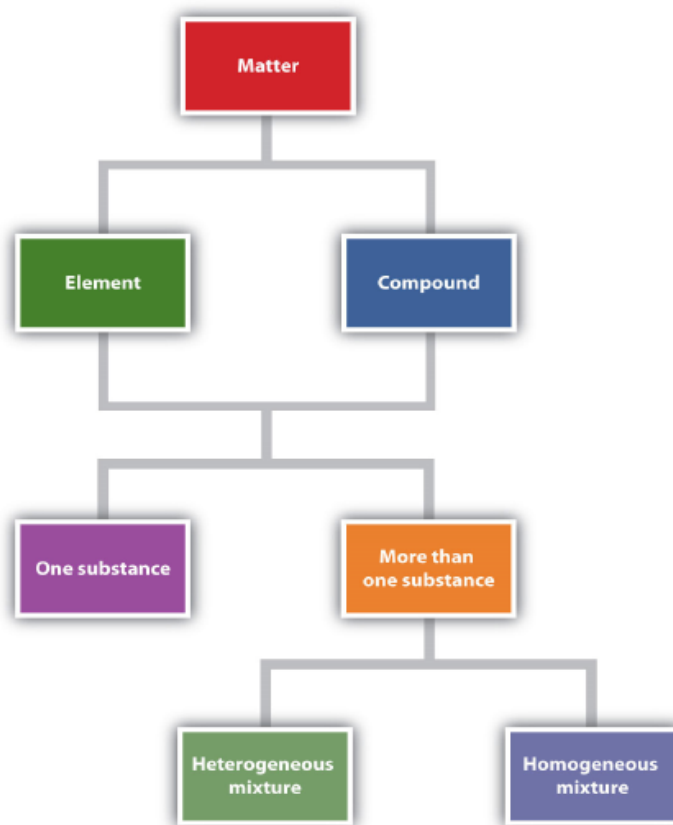 Matter
Element
Compound
One substance
More than
one substance
Heterogeneous
mixture
Homogeneous
mixture